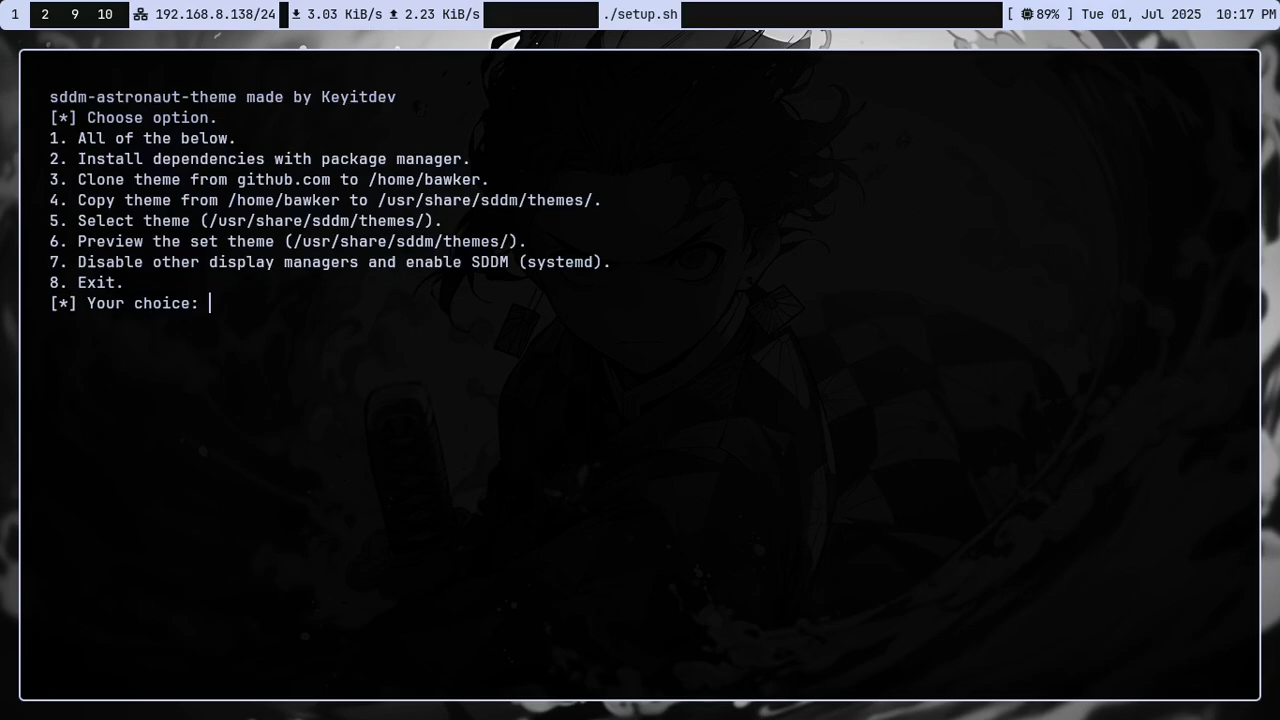 1 2 9 10 192.168.8.138/24 3.03 KiB/s 2.23 KiB/s ./setup.sh [ 89% ] Tue 01, Jul 2025 10:17 PM
sddm-astronaut-theme made by Keyitdev
[*] Choose option.
1. All of the below.
2. Install dependencies with package manager.
3. Clone theme from github.com to /home/bawker.
4. Copy theme from /home/bawker to /usr/share/sddm/themes/.
5. Select theme (/usr/share/sddm/themes/).
6. Preview the set theme (/usr/share/sddm/themes/).
7. Disable other display managers and enable SDDM (systemd).
8. Exit.
[*] Your choice: